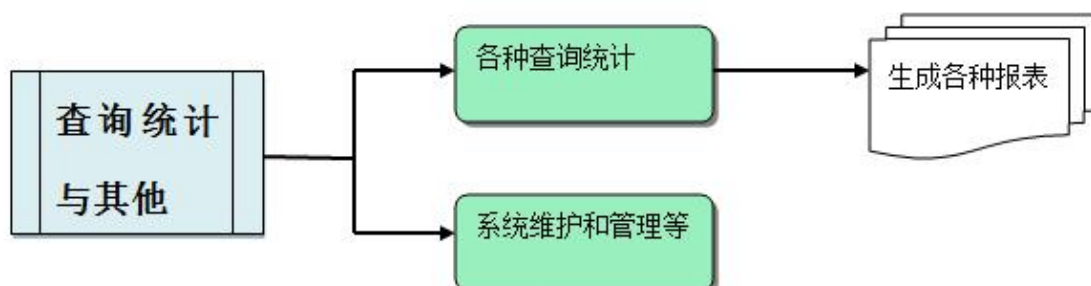 查询统计
与其他
各种查询统计
生成各种报表
系统维护和管理等